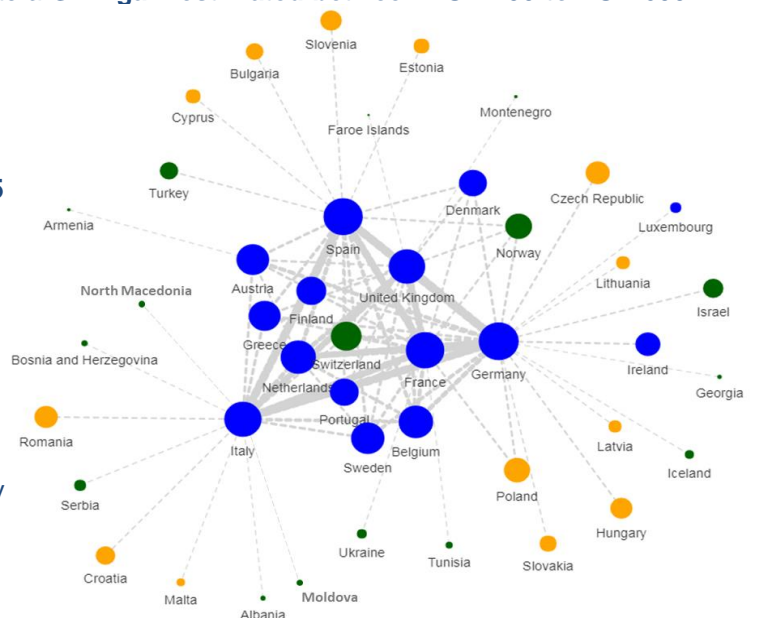 Slovenia
Bulgaria
Estonia
Cyprus
Faroe Islands
Montenegro
Turkey
Czech Republic
Denmark
Luxembourg
Armenia
Spain
Norway
Austria
United Kingdom
Lithuania
North Macedonia
Finland
Israel
Greece
Bosnia and Herzegovina
Switzerland
Ireland
Netherlands
France
Germany
Georgia
Portugal
Romania
Italy
Belgium
Latvia
Sweden
Iceland
Serbia
Poland
Hungary
Ukraine
Tunisia
Slovakia
Croatia
Malta
Moldova
Albania